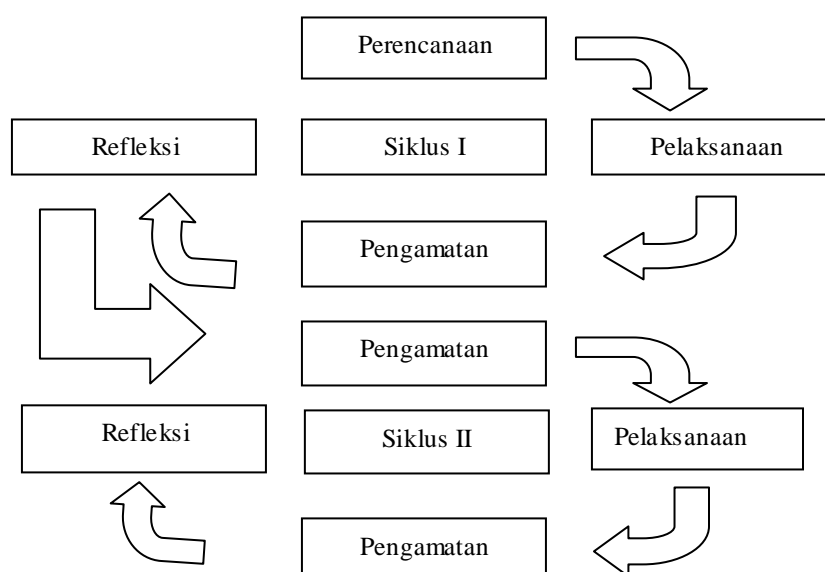 Perencanaan
Refleksi
Siklus I
Pelaksanaan
Pengamatan
Pengamatan
Refleksi
Siklus II
Pelaksanaan
Pengamatan